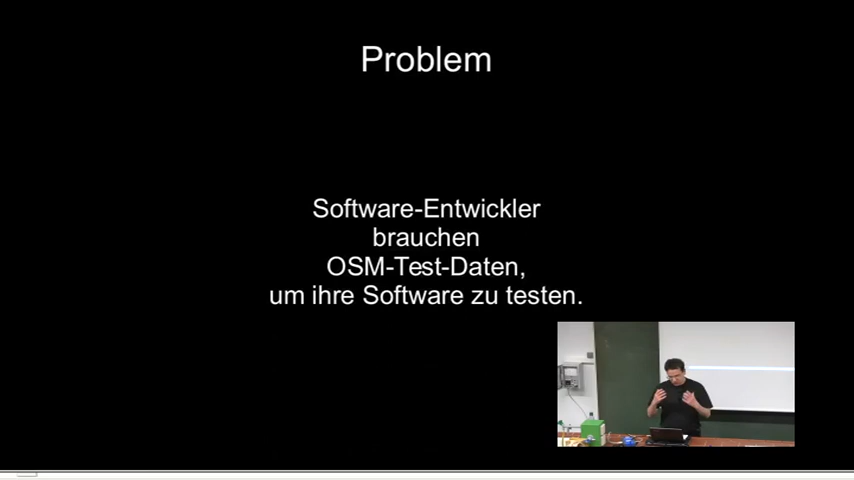 Problem
Software-Entwickler
brauchen
OSM-Test-Daten,
um ihre Software zu testen.